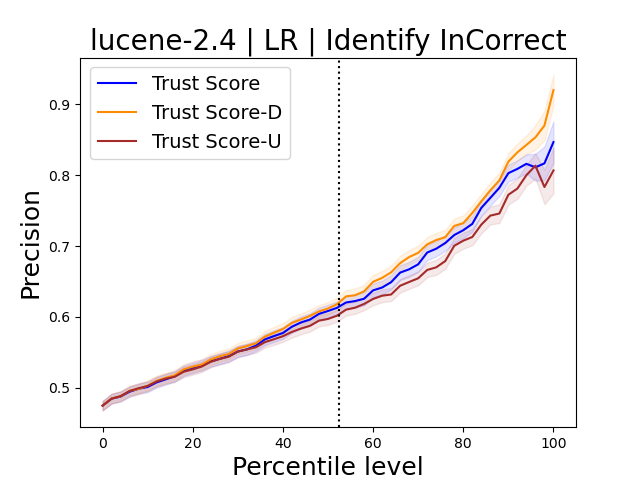 lucene-2.4 | LR | Identify InCorrect
Trust Score
Trust Score-D
Trust Score-U
Precision
0.9
0.8
0.7
0.6
0.5
0 20 40 60 80 100
Percentile level